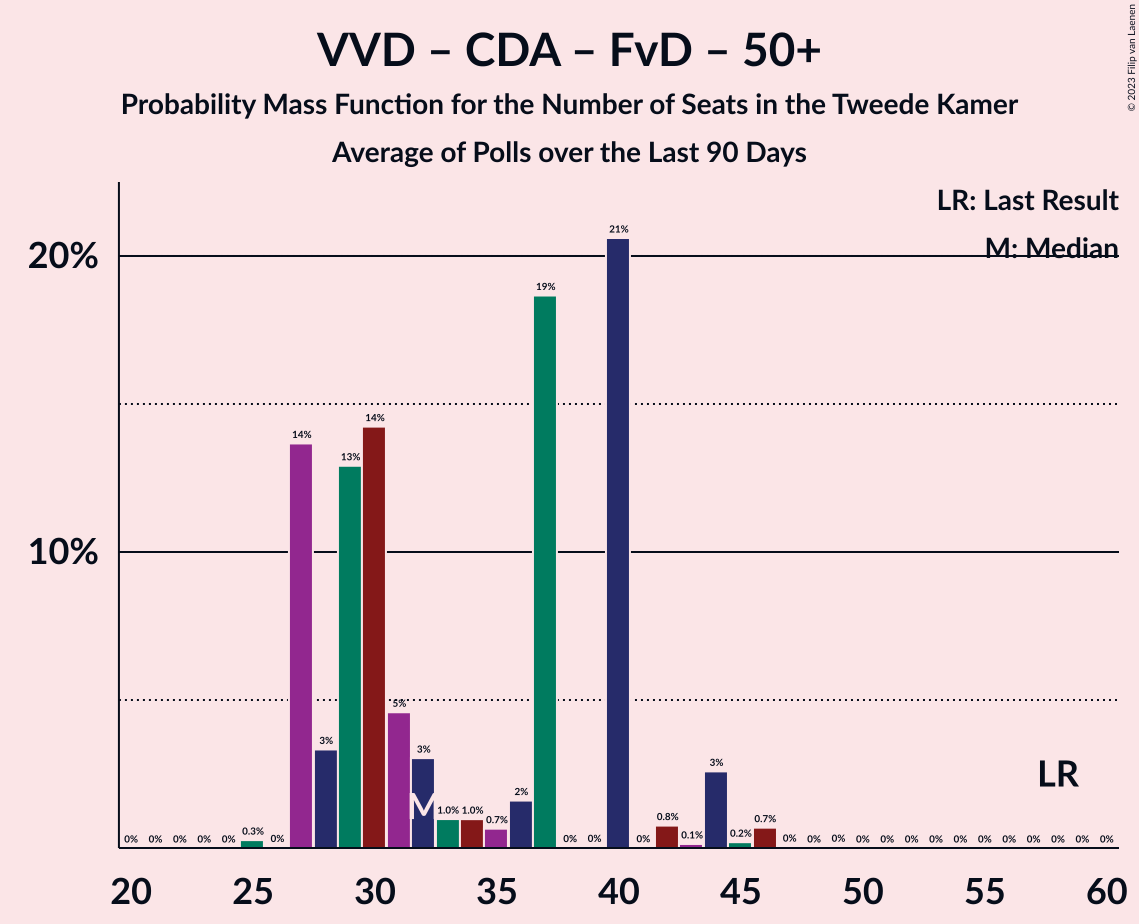 VVD – CDA – FvD – 50+
Probability Mass Function for the Number of Seats in the Tweede Kamer
Average of Polls over the Last 90 Days
© 2023 Filip van Laenen
LR: Last Result
M: Median
20%
10%
0% 0% 0% 0% 0% 0.3% 0% 14% 3% 13% 14% 5% 3% 1.0% 1.0% 0.7% 2% 19% 0% 0% 21% 0% 0.8% 0.1% 3% 0.2% 0.7% 0% 0% 0% 0% 0% 0% 0% 0% 0% 0% 0% 0% 0% 0%
M
LR
20 25 30 35 40 45 50 55 60